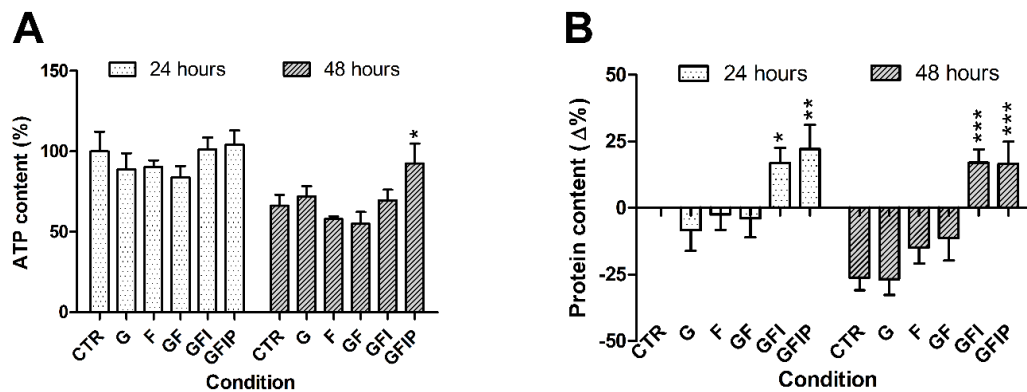 A
24 hours
48 hours
ATP content (%)
150
100
50
0
*
CTR
G
F
GF
GFI
GFIP
CTR
G
F
GF
GFI
GFIP
Condition
B
24 hours
48 hours
Protein content (Δ%)
50
25
0
-25
-50
*
**
***
***
CTR
G
F
GF
GFI
GFIP
CTR
G
F
GF
GFI
GFIP
Condition